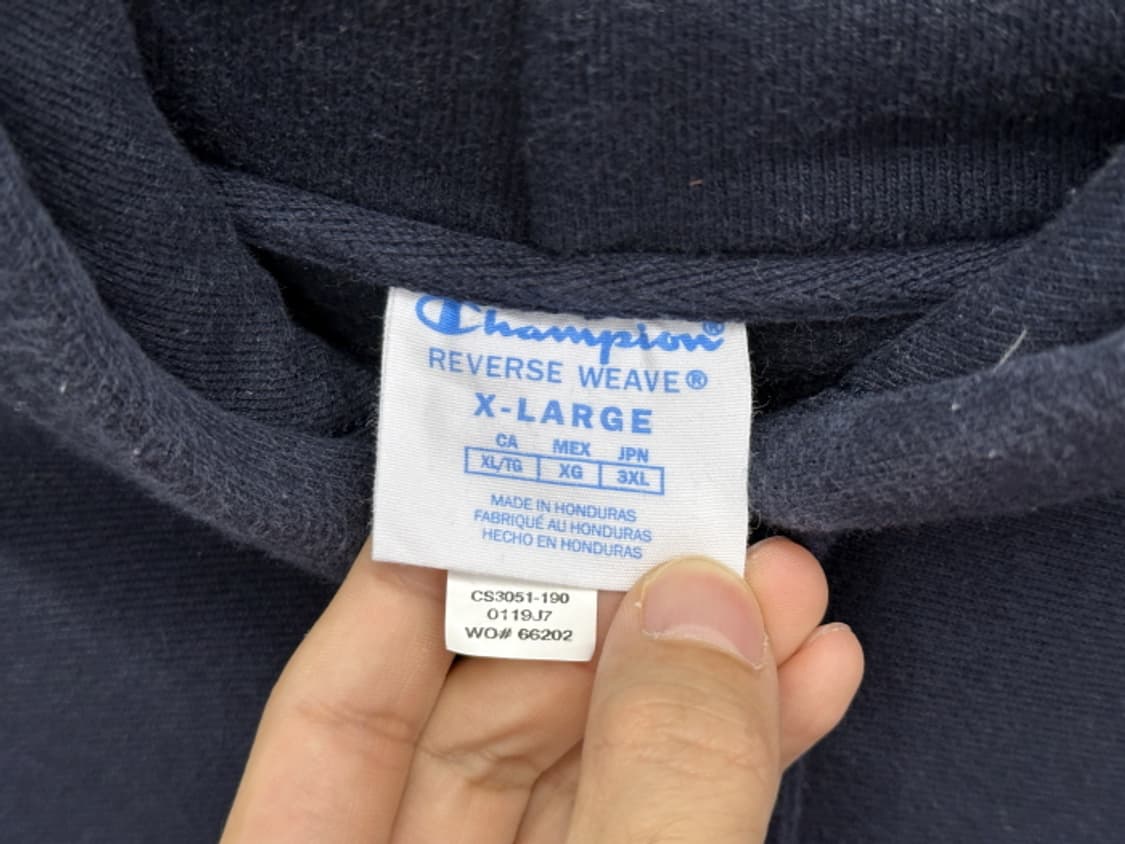 Champion®
REVERSE WEAVE®
X-LARGE
CA MEX JPN
XL/TG XG 3XL
MADE IN HONDURAS
FABRIQUÉ AU HONDURAS
HECHO EN HONDURAS
CS3051-190
0119J7
WO# 66202